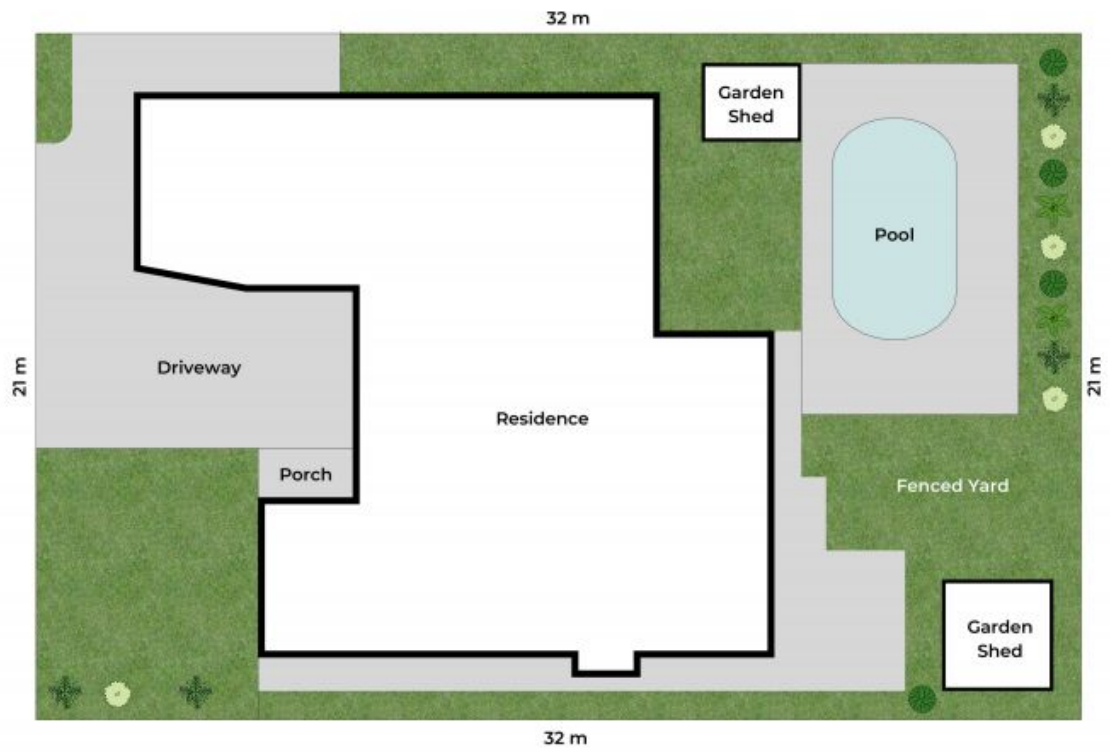 32 m
Garden
Shed
Pool
21 m
Driveway
21 m
Residence
Porch
Fenced Yard
Garden
Shed
32 m